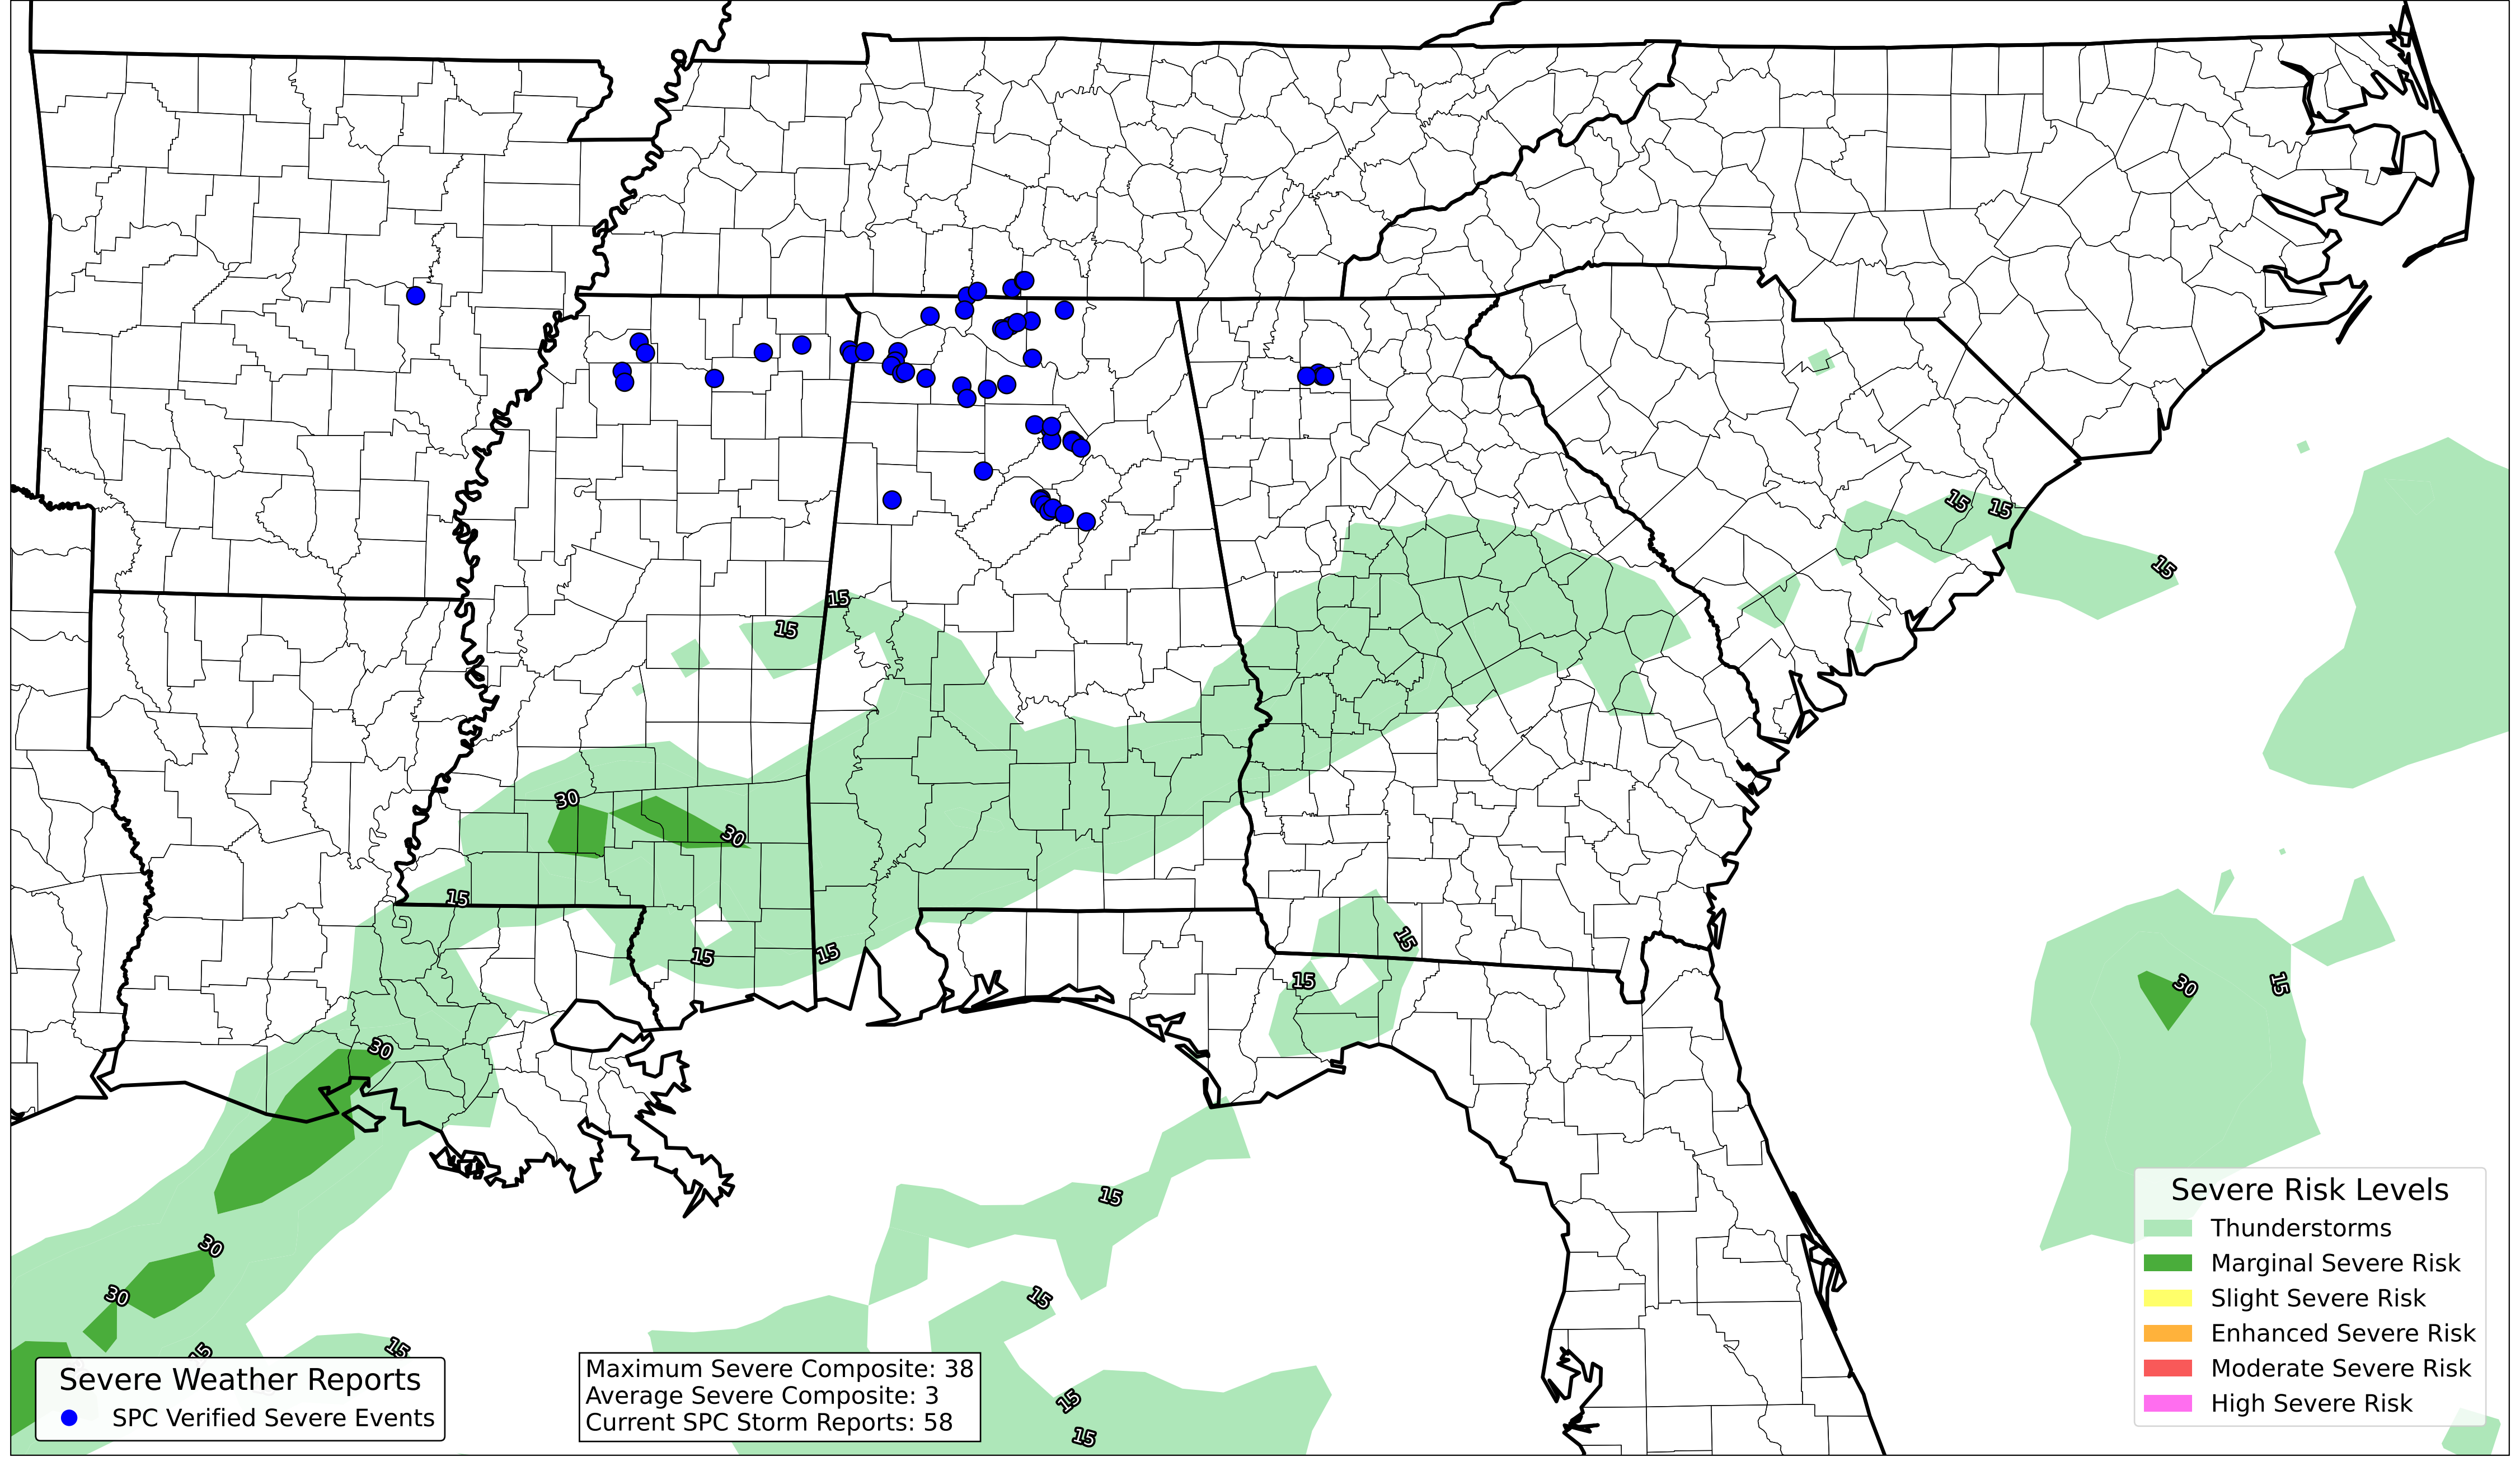 15
15
15
15
15
30
30
15
15
15
15
15
30
15
30
15
30
30
15
15
15
15
15
Severe Weather Reports
SPC Verified Severe Events
Maximum Severe Composite: 38
Average Severe Composite: 3
Current SPC Storm Reports: 58
Severe Risk Levels
Thunderstorms
Marginal Severe Risk
Slight Severe Risk
Enhanced Severe Risk
Moderate Severe Risk
High Severe Risk